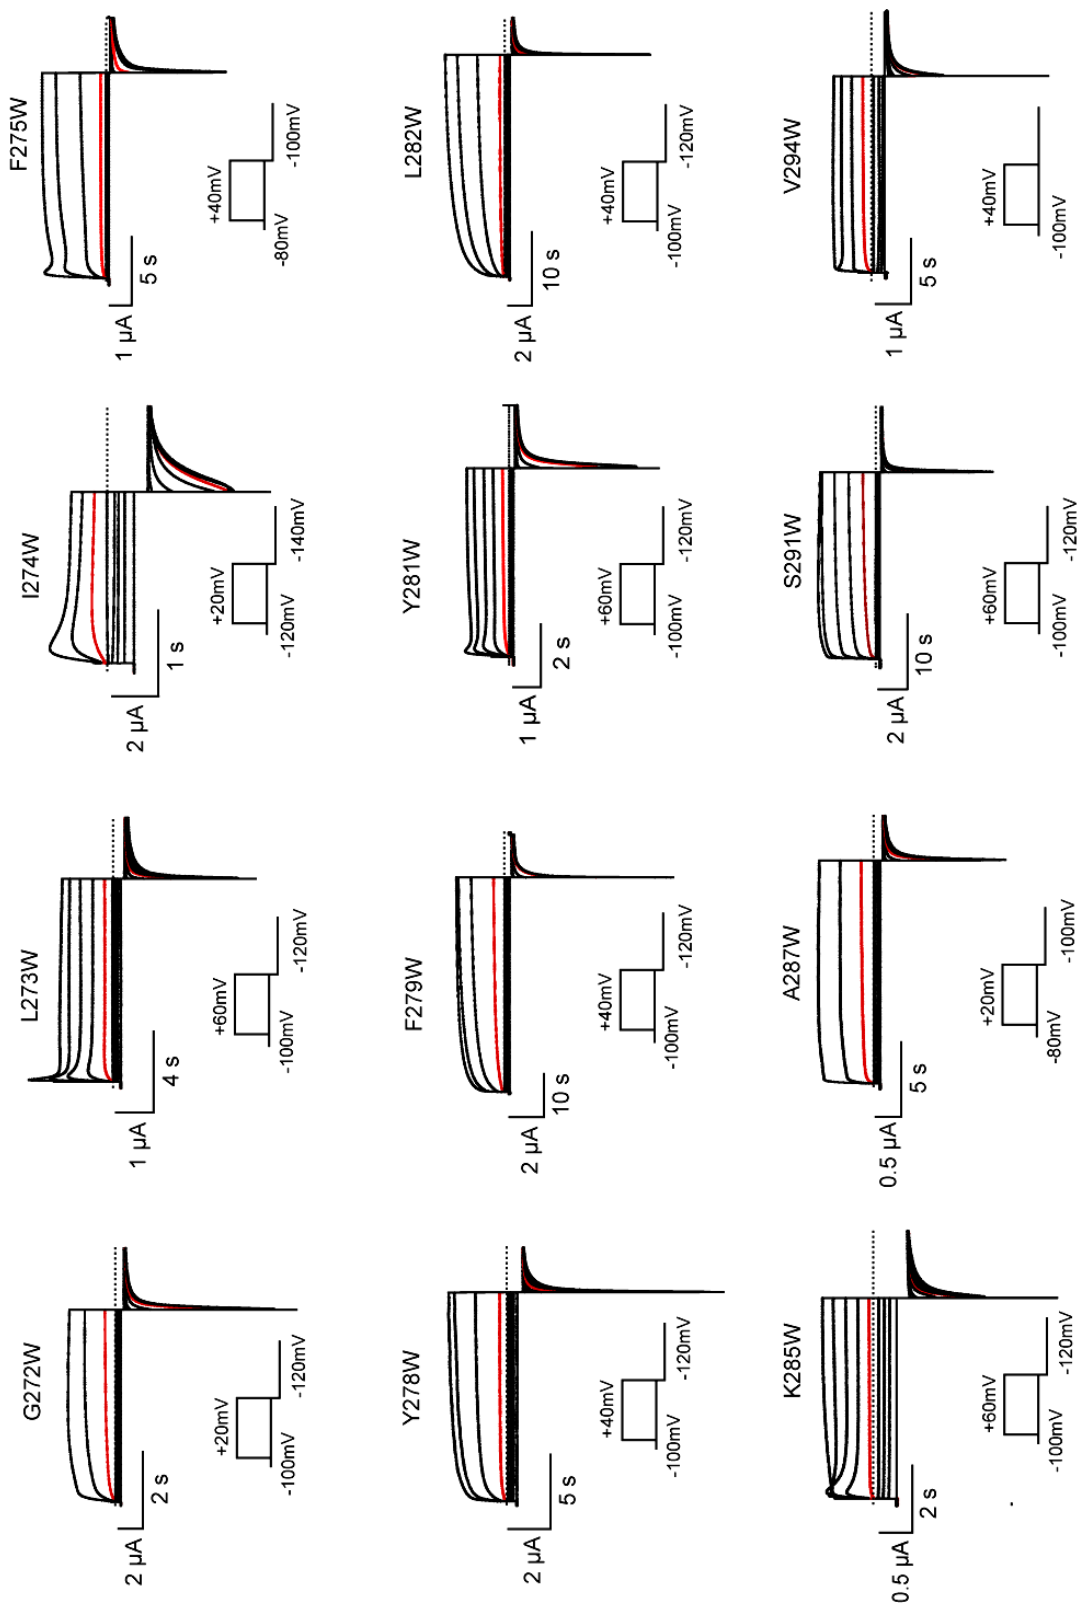 F275W
+40mV
-80mV
-100mV
1 µA
5 s
L282W
+40mV
-100mV
-120mV
2 µA
10 s
V294W
+40mV
-100mV
1 µA
5 s
I274W
+20mV
-120mV
-140mV
2 µA
1 s
Y281W
+60mV
-100mV
-120mV
1 µA
2 s
S291W
+60mV
-100mV
-120mV
2 µA
10 s
L273W
+60mV
-100mV
-120mV
1 µA
4 s
F279W
+40mV
-100mV
-120mV
2 µA
10 s
A287W
+20mV
-80mV
-100mV
0.5 µA
5 s
G272W
+20mV
-100mV
-120mV
2 µA
2 s
Y278W
+40mV
-100mV
-120mV
2 µA
5 s
K285W
+60mV
-100mV
-120mV
0.5 µA
2 s